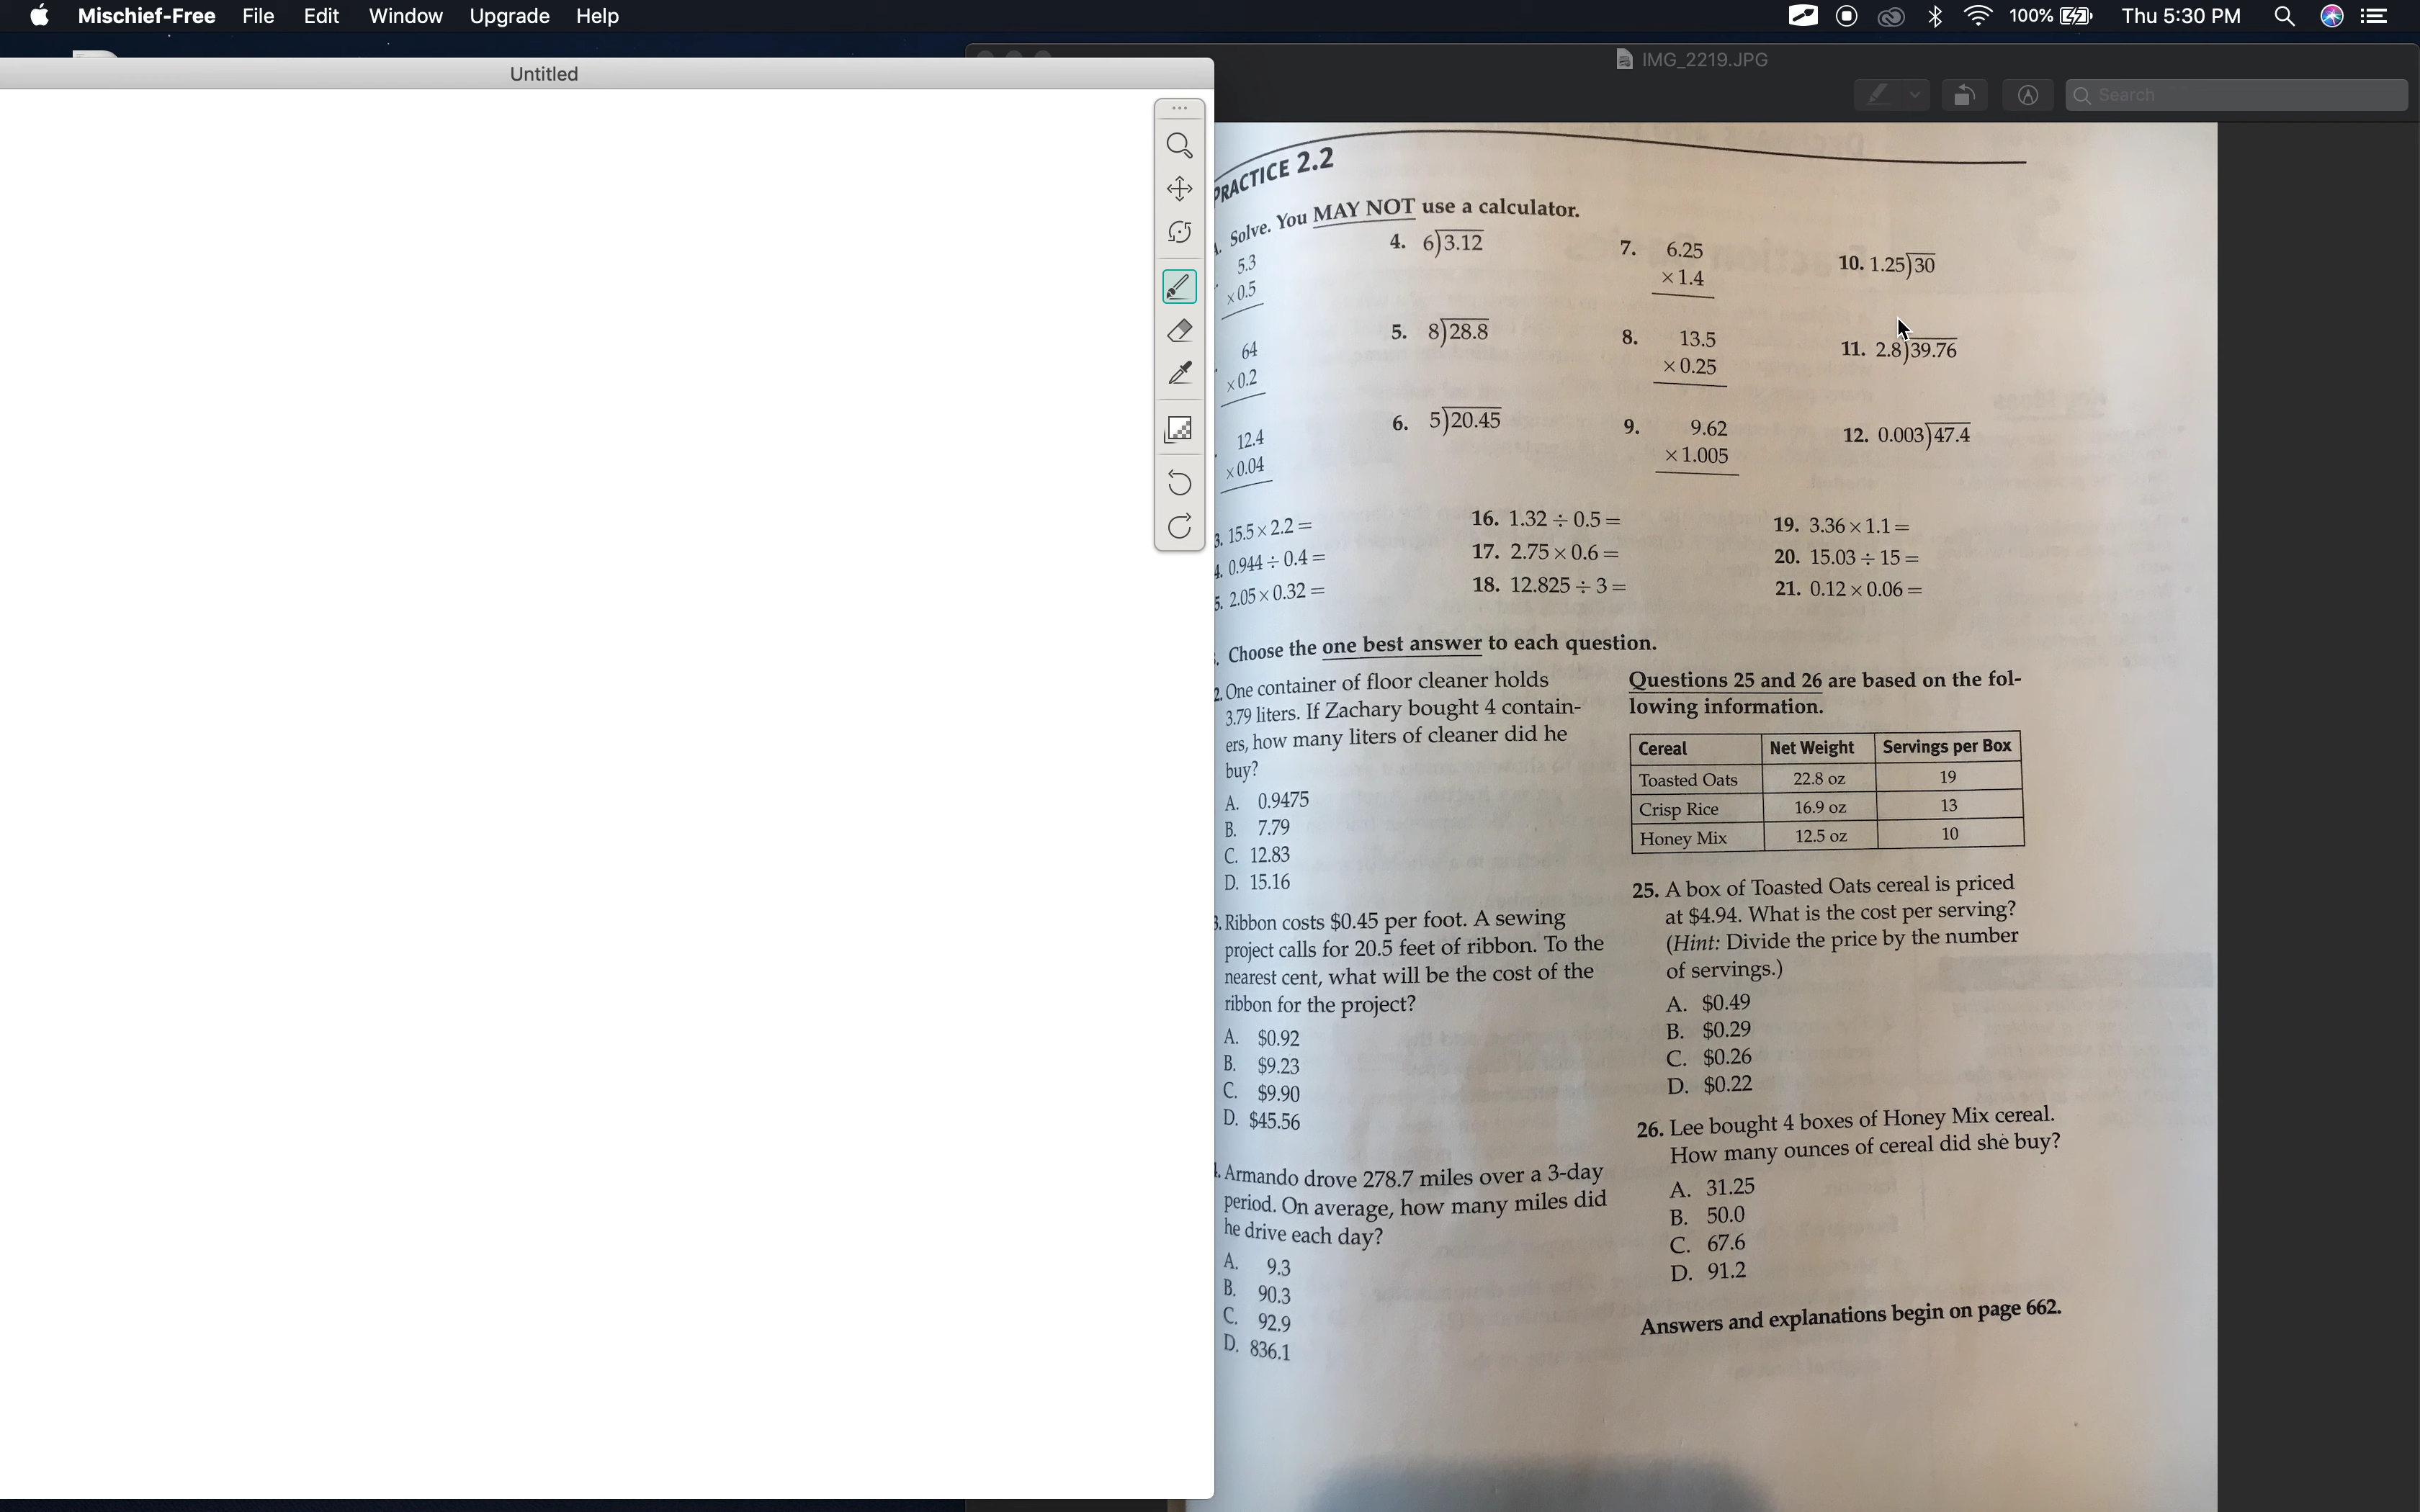 Mischief-Free File Edit Window Upgrade Help
100% Thu 5:30 PM
Untitled
IMG_2219.JPG
Search
PRACTICE 2.2
Solve. You MAY NOT use a calculator.
5.3
×0.5
64
×0.2
12.4
×0.04
4. 6)3.12
5. 8)28.8
6. 5)20.45
7. 6.25
×1.4
8. 13.5
×0.25
9. 9.62
×1.005
10. 1.25)30
11. 2.8)39.76
12. 0.003)47.4
3. 15.5 × 2.2 =
4. 0.944 ÷ 0.4 =
5. 2.05 × 0.32 =
16. 1.32 ÷ 0.5 =
17. 2.75 × 0.6 =
18. 12.825 ÷ 3 =
19. 3.36 × 1.1 =
20. 15.03 ÷ 15 =
21. 0.12 × 0.06 =
Choose the one best answer to each question.
2. One container of floor cleaner holds
3.79 liters. If Zachary bought 4 contain-
ers, how many liters of cleaner did he
buy?
A. 0.9475
B. 7.79
C. 12.83
D. 15.16
3. Ribbon costs $0.45 per foot. A sewing
project calls for 20.5 feet of ribbon. To the
nearest cent, what will be the cost of the
ribbon for the project?
A. $0.92
B. $9.23
C. $9.90
D. $45.56
Armando drove 278.7 miles over a 3-day
period. On average, how many miles did
he drive each day?
A. 9.3
B. 90.3
C. 92.9
D. 836.1
Questions 25 and 26 are based on the fol-
lowing information.
Cereal Net Weight Servings per Box
Toasted Oats 22.8 oz 19
Crisp Rice 16.9 oz 13
Honey Mix 12.5 oz 10
25. A box of Toasted Oats cereal is priced
at $4.94. What is the cost per serving?
(Hint: Divide the price by the number
of servings.)
A. $0.49
B. $0.29
C. $0.26
D. $0.22
26. Lee bought 4 boxes of Honey Mix cereal.
How many ounces of cereal did she buy?
A. 31.25
B. 50.0
C. 67.6
D. 91.2
Answers and explanations begin on page 662.